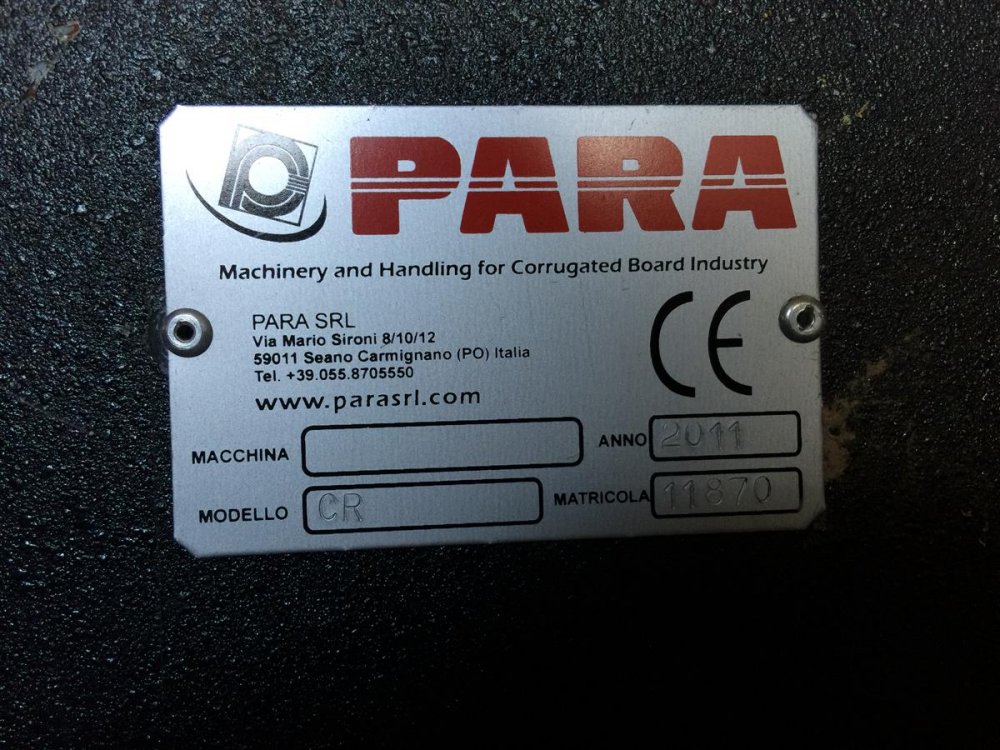 PARA
Machinery and Handling for Corrugated Board Industry
PARA SRL
Via Mario Sironi 8/10/12
59011 Seano Carmignano (PO) Italia
Tel. +39.055.8705550
www.parasrl.com
CE
MACCHINA
ANNO 2011
MODELLO CR
MATRICOLA 11870